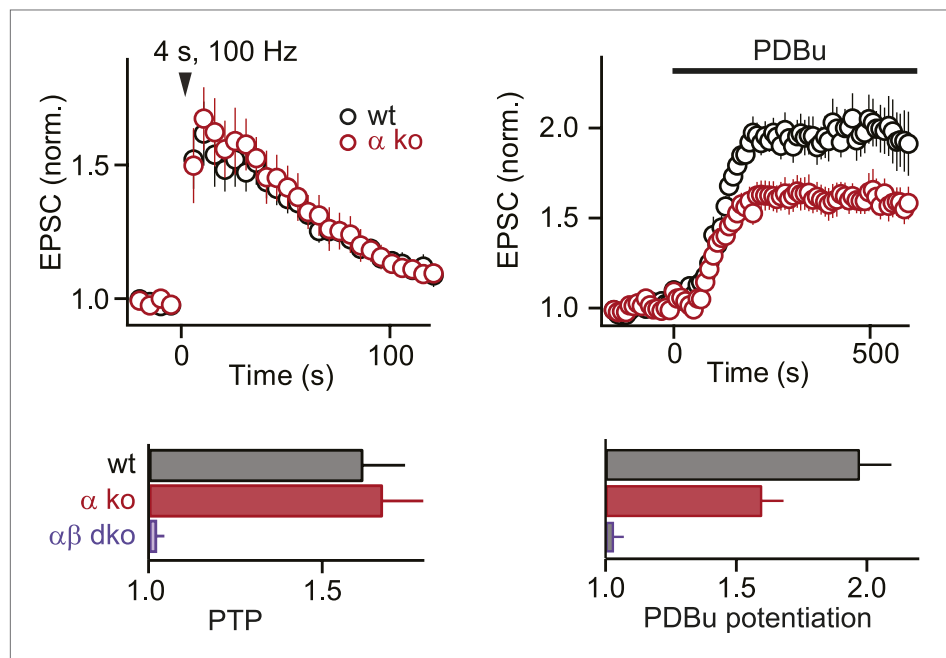 4 s, 100 Hz
wt
α ko
EPSC (norm.)
1.5
1.0
0
100
Time (s)
PDBu
EPSC (norm.)
2.0
1.5
1.0
0
500
Time (s)
wt
α ko
αβ dko
1.0
1.5
PTP
1.0
1.5
2.0
PDBu potentiation